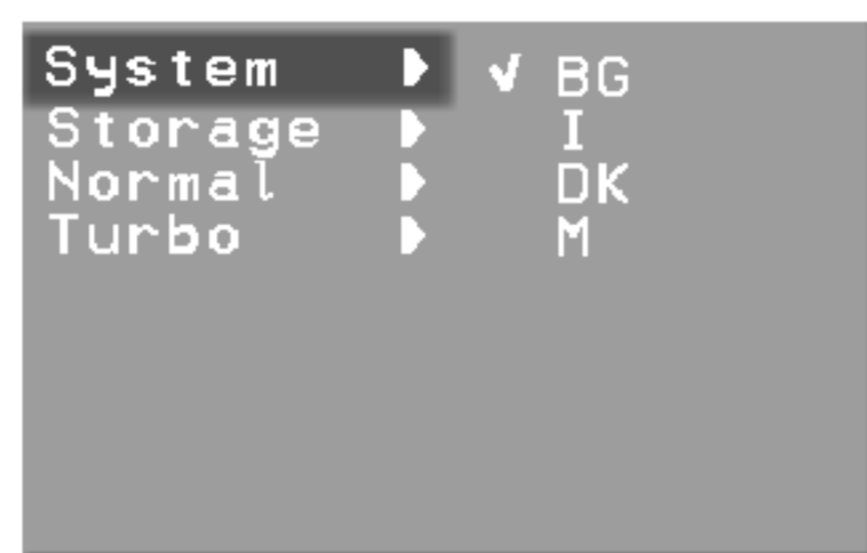 System ▶ ✓ BG
Storage ▶ I
Normal ▶ DK
Turbo ▶ M